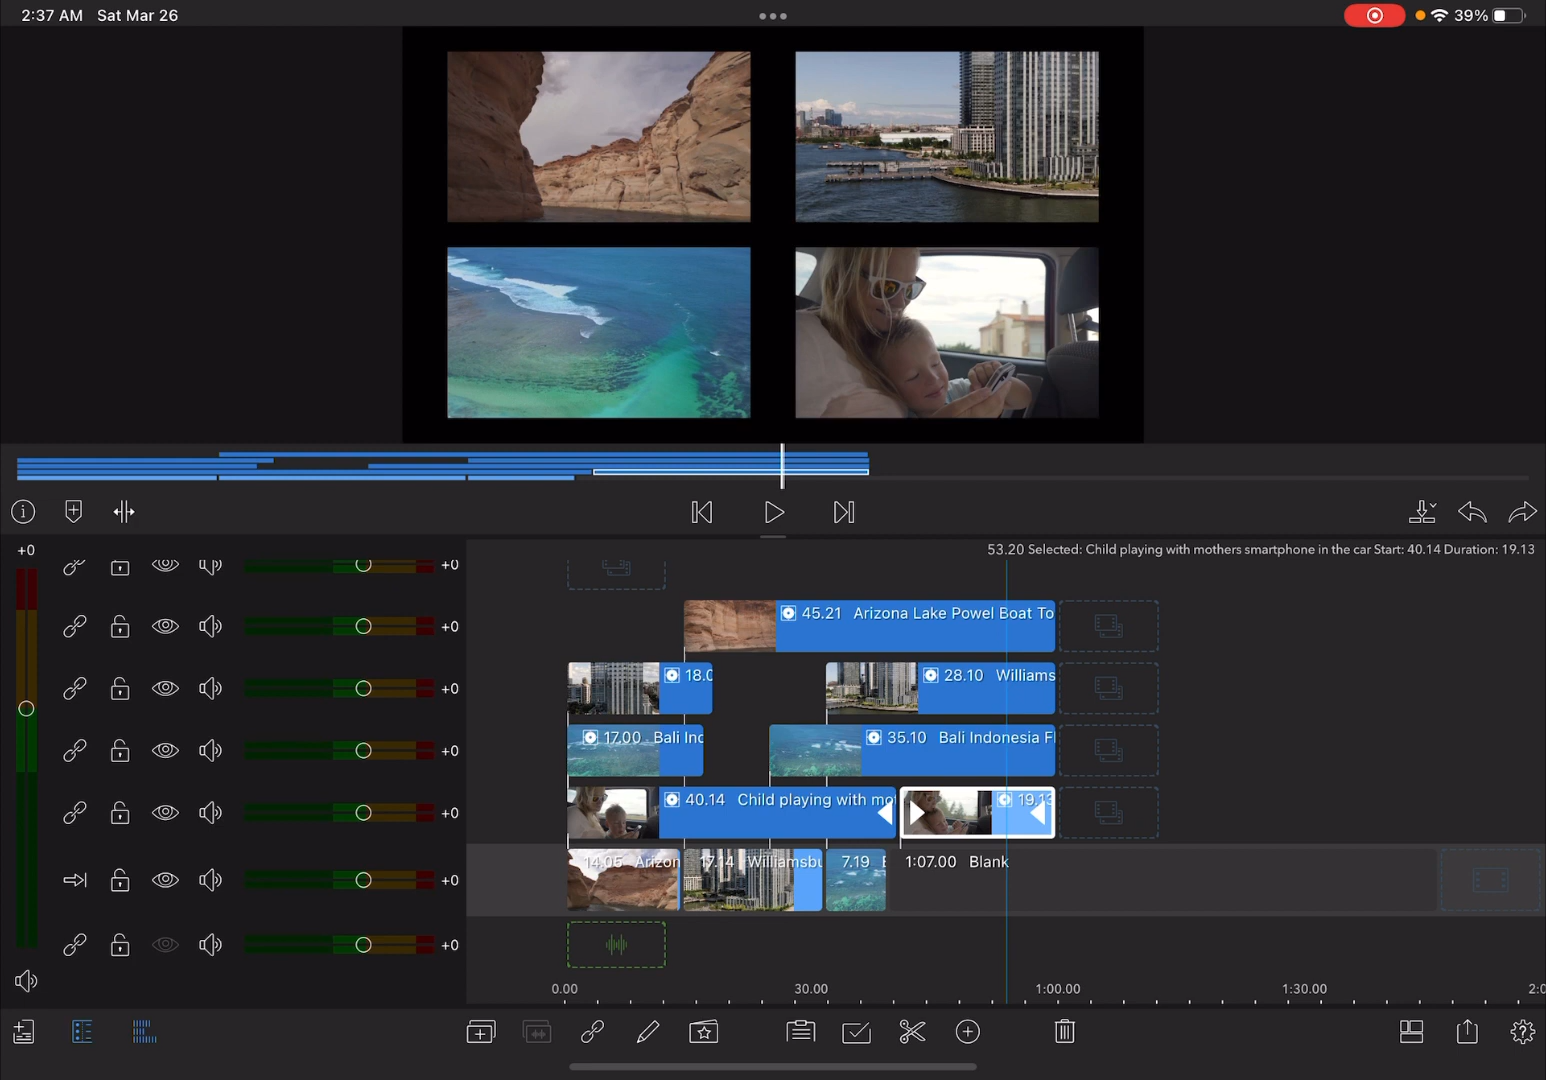 2:37 AM Sat Mar 26
39%
+0
53.20 Selected: Child playing with mothers smartphone in the car Start: 40.14 Duration: 19.13
+0
45.21 Arizona Lake Powel Boat To
+0
18.0
28.10 Williams
+0
17.00 Bali Ind
35.10 Bali Indonesia Fl
+0
40.14 Child playing with mo
19.13
+0
14.05 Arizon
17.14 Williamsbu
7.19
1:07.00 Blank
+0
+0
0.00
30.00
1:00.00
1:30.00
2:0